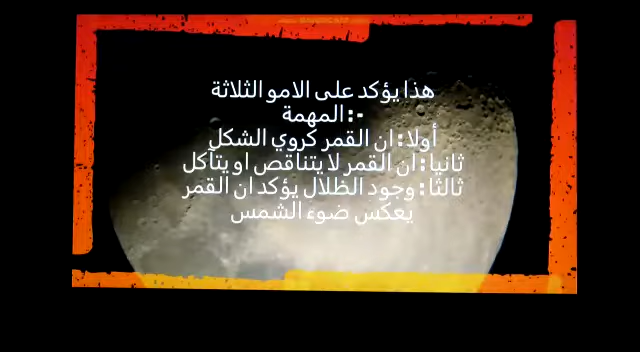 هذا يؤكد على الامو الثلاثة
المهمة :-
أولا : ان القمر كروي الشكل
ثانيا : ان القمر لا يتناقص او يتآكل
ثالثا : وجود الظلال يؤكد ان القمر
يعكس ضوء الشمس